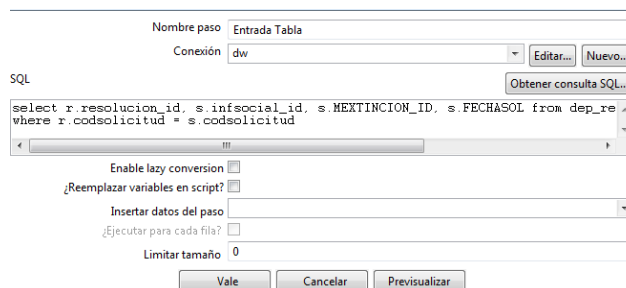 Nombre paso Entrada Tabla
Conexión dw Editar... Nuevo..
SQL
Obtener consulta SQL..
select r.resolucion_id, s.infsocial_id, s.MEXTINCION_ID, s.FECHASOL from dep_re
where r.codsolicitud = s.codsolicitud
Enable lazy conversion
¿Reemplazar variables en script?
Insertar datos del paso
¿Ejecutar para cada fila?
Limitar tamaño 0
Vale Cancelar Previsualizar